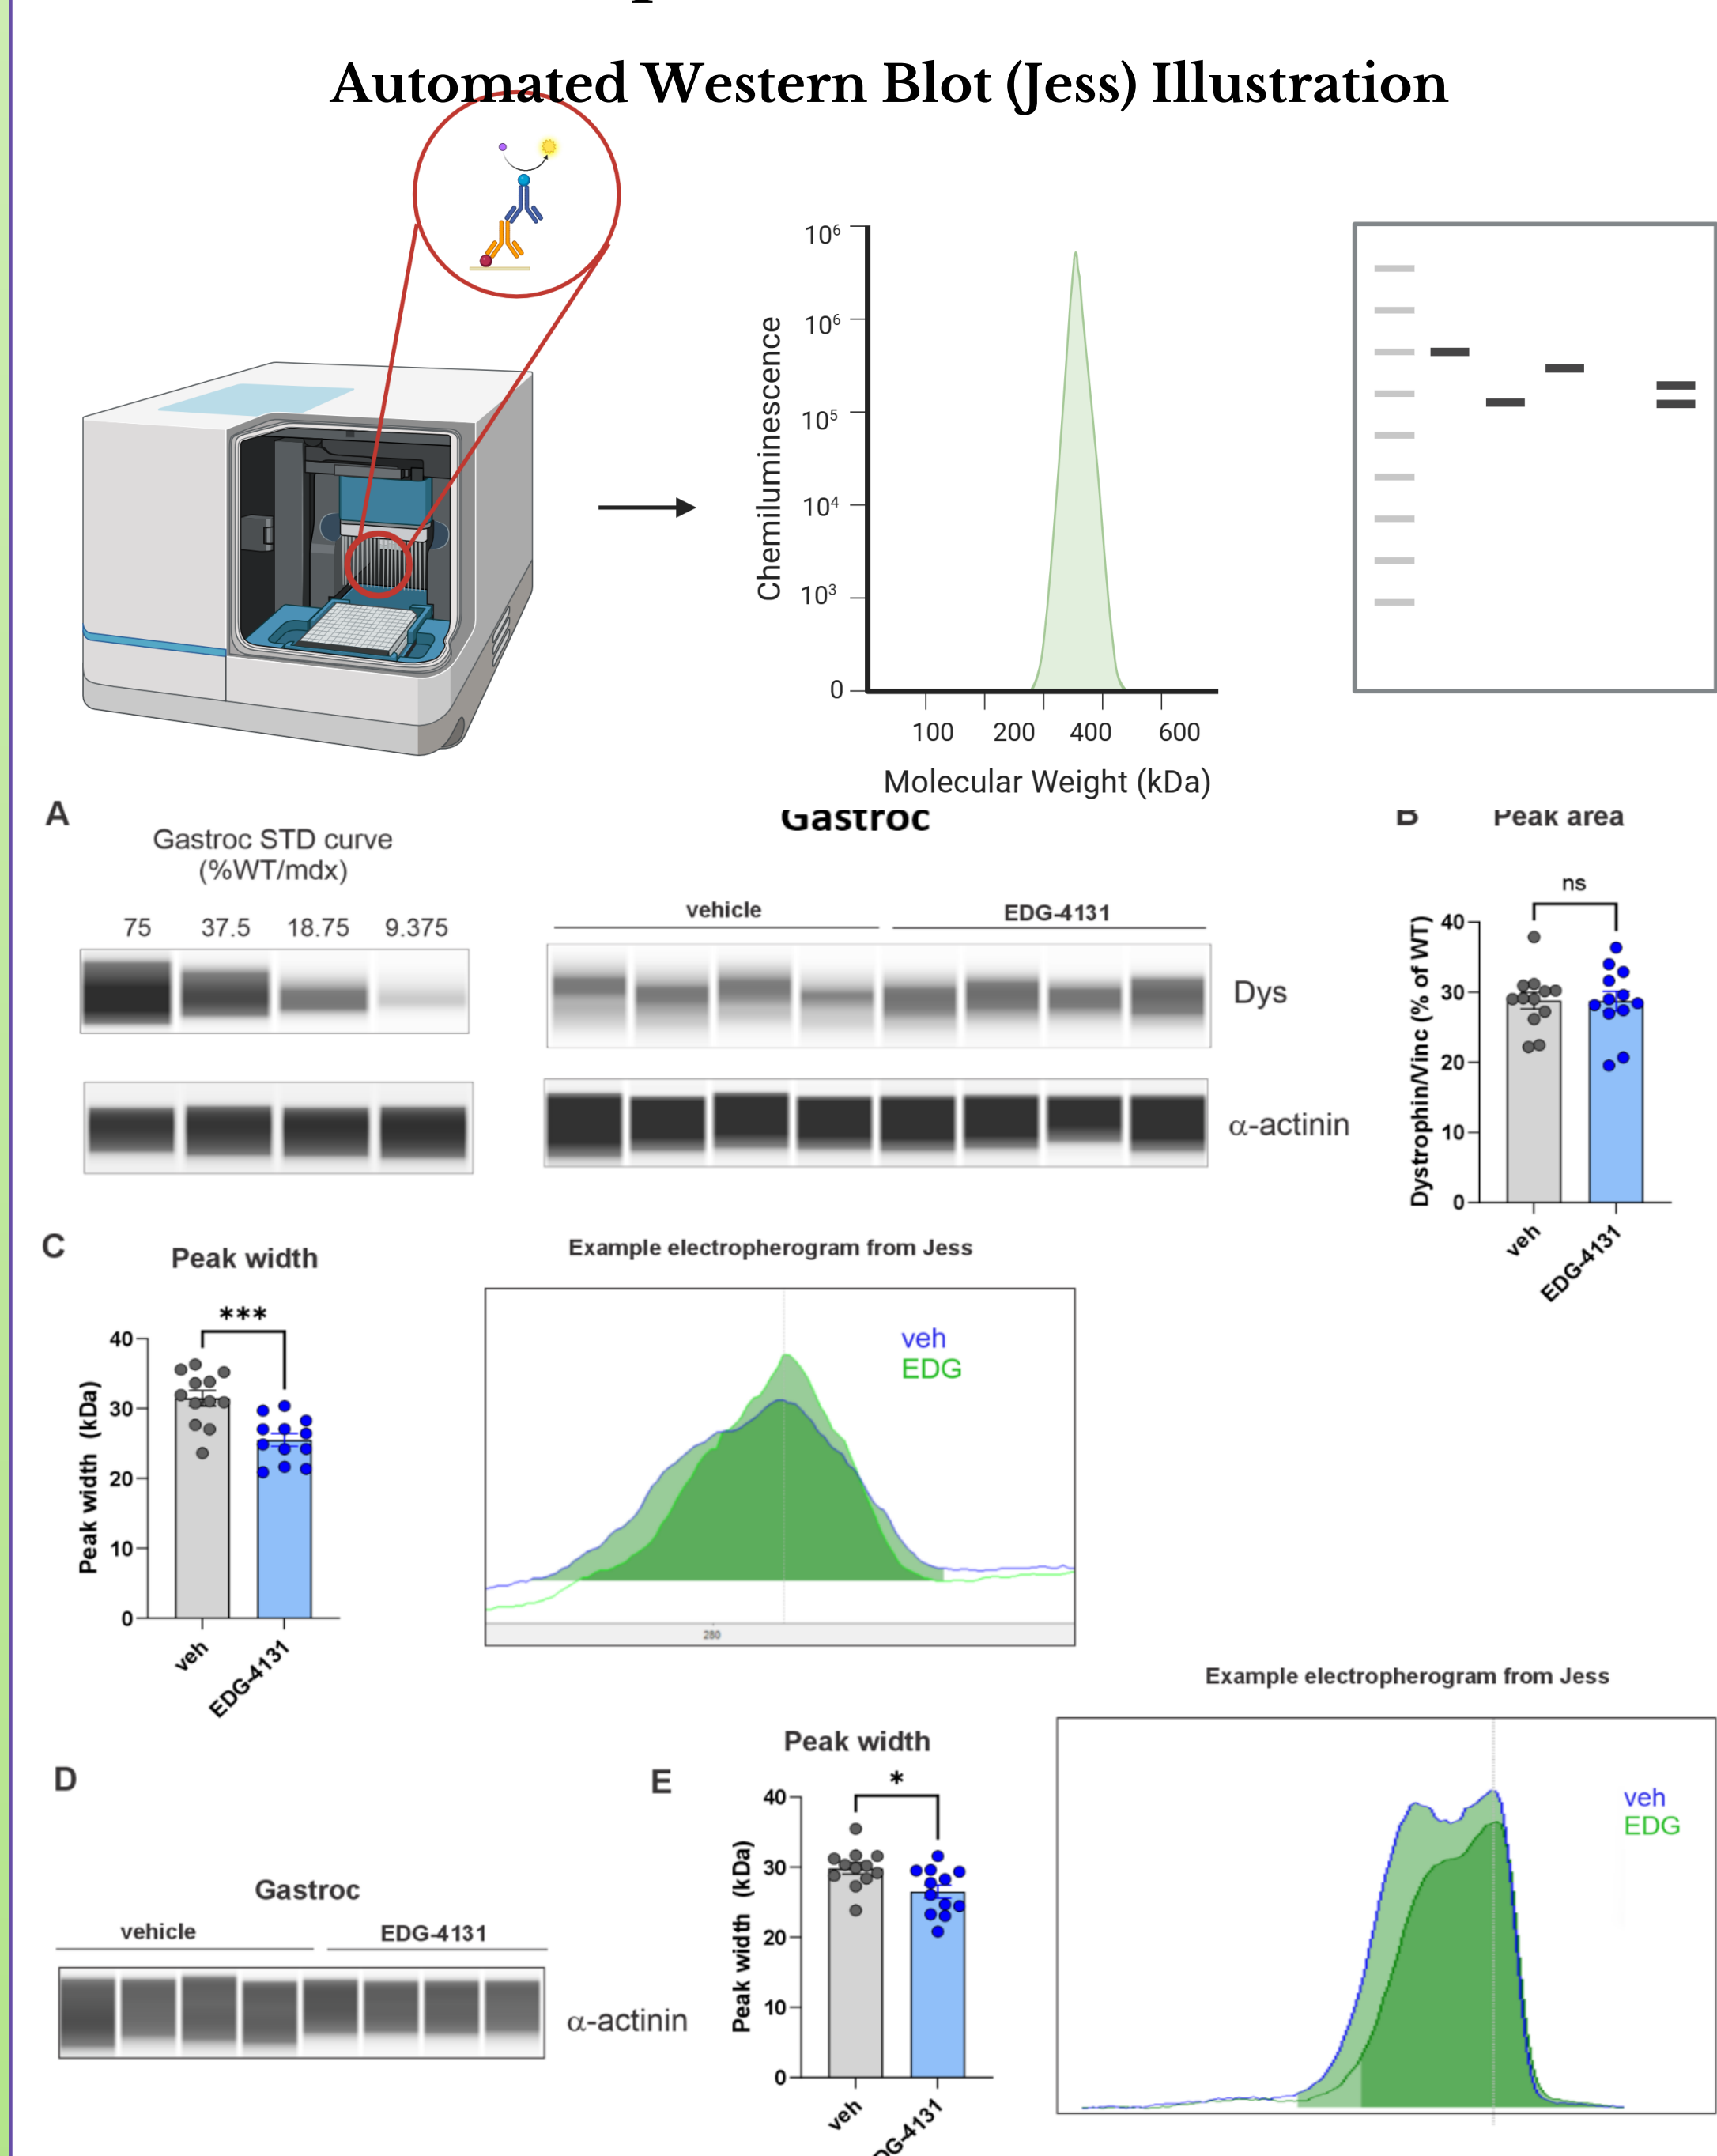 Automated Western Blot (Jess) Illustration
10⁶
10⁶
10⁵
10⁴
10³
0
Chemiluminescence
100 200 400 600
Molecular Weight (kDa)
A
Gastroc STD curve
(%WT/mdx)
75 37.5 18.75 9.375
Gastroc
vehicle EDG-4131
Dys
α-actinin
B Peak area
ns
40
30
20
10
0
Dystrophin/Vinc (% of WT)
veh
EDG-4131
C
Peak width
***
40
30
20
10
0
Peak width (kDa)
veh
EDG-4131
Example electropherogram from Jess
veh
EDG
280
D
Gastroc
vehicle EDG-4131
α-actinin
E
Peak width
*
40
30
20
10
0
Peak width (kDa)
veh
DG-4131
Example electropherogram from Jess
veh
EDG